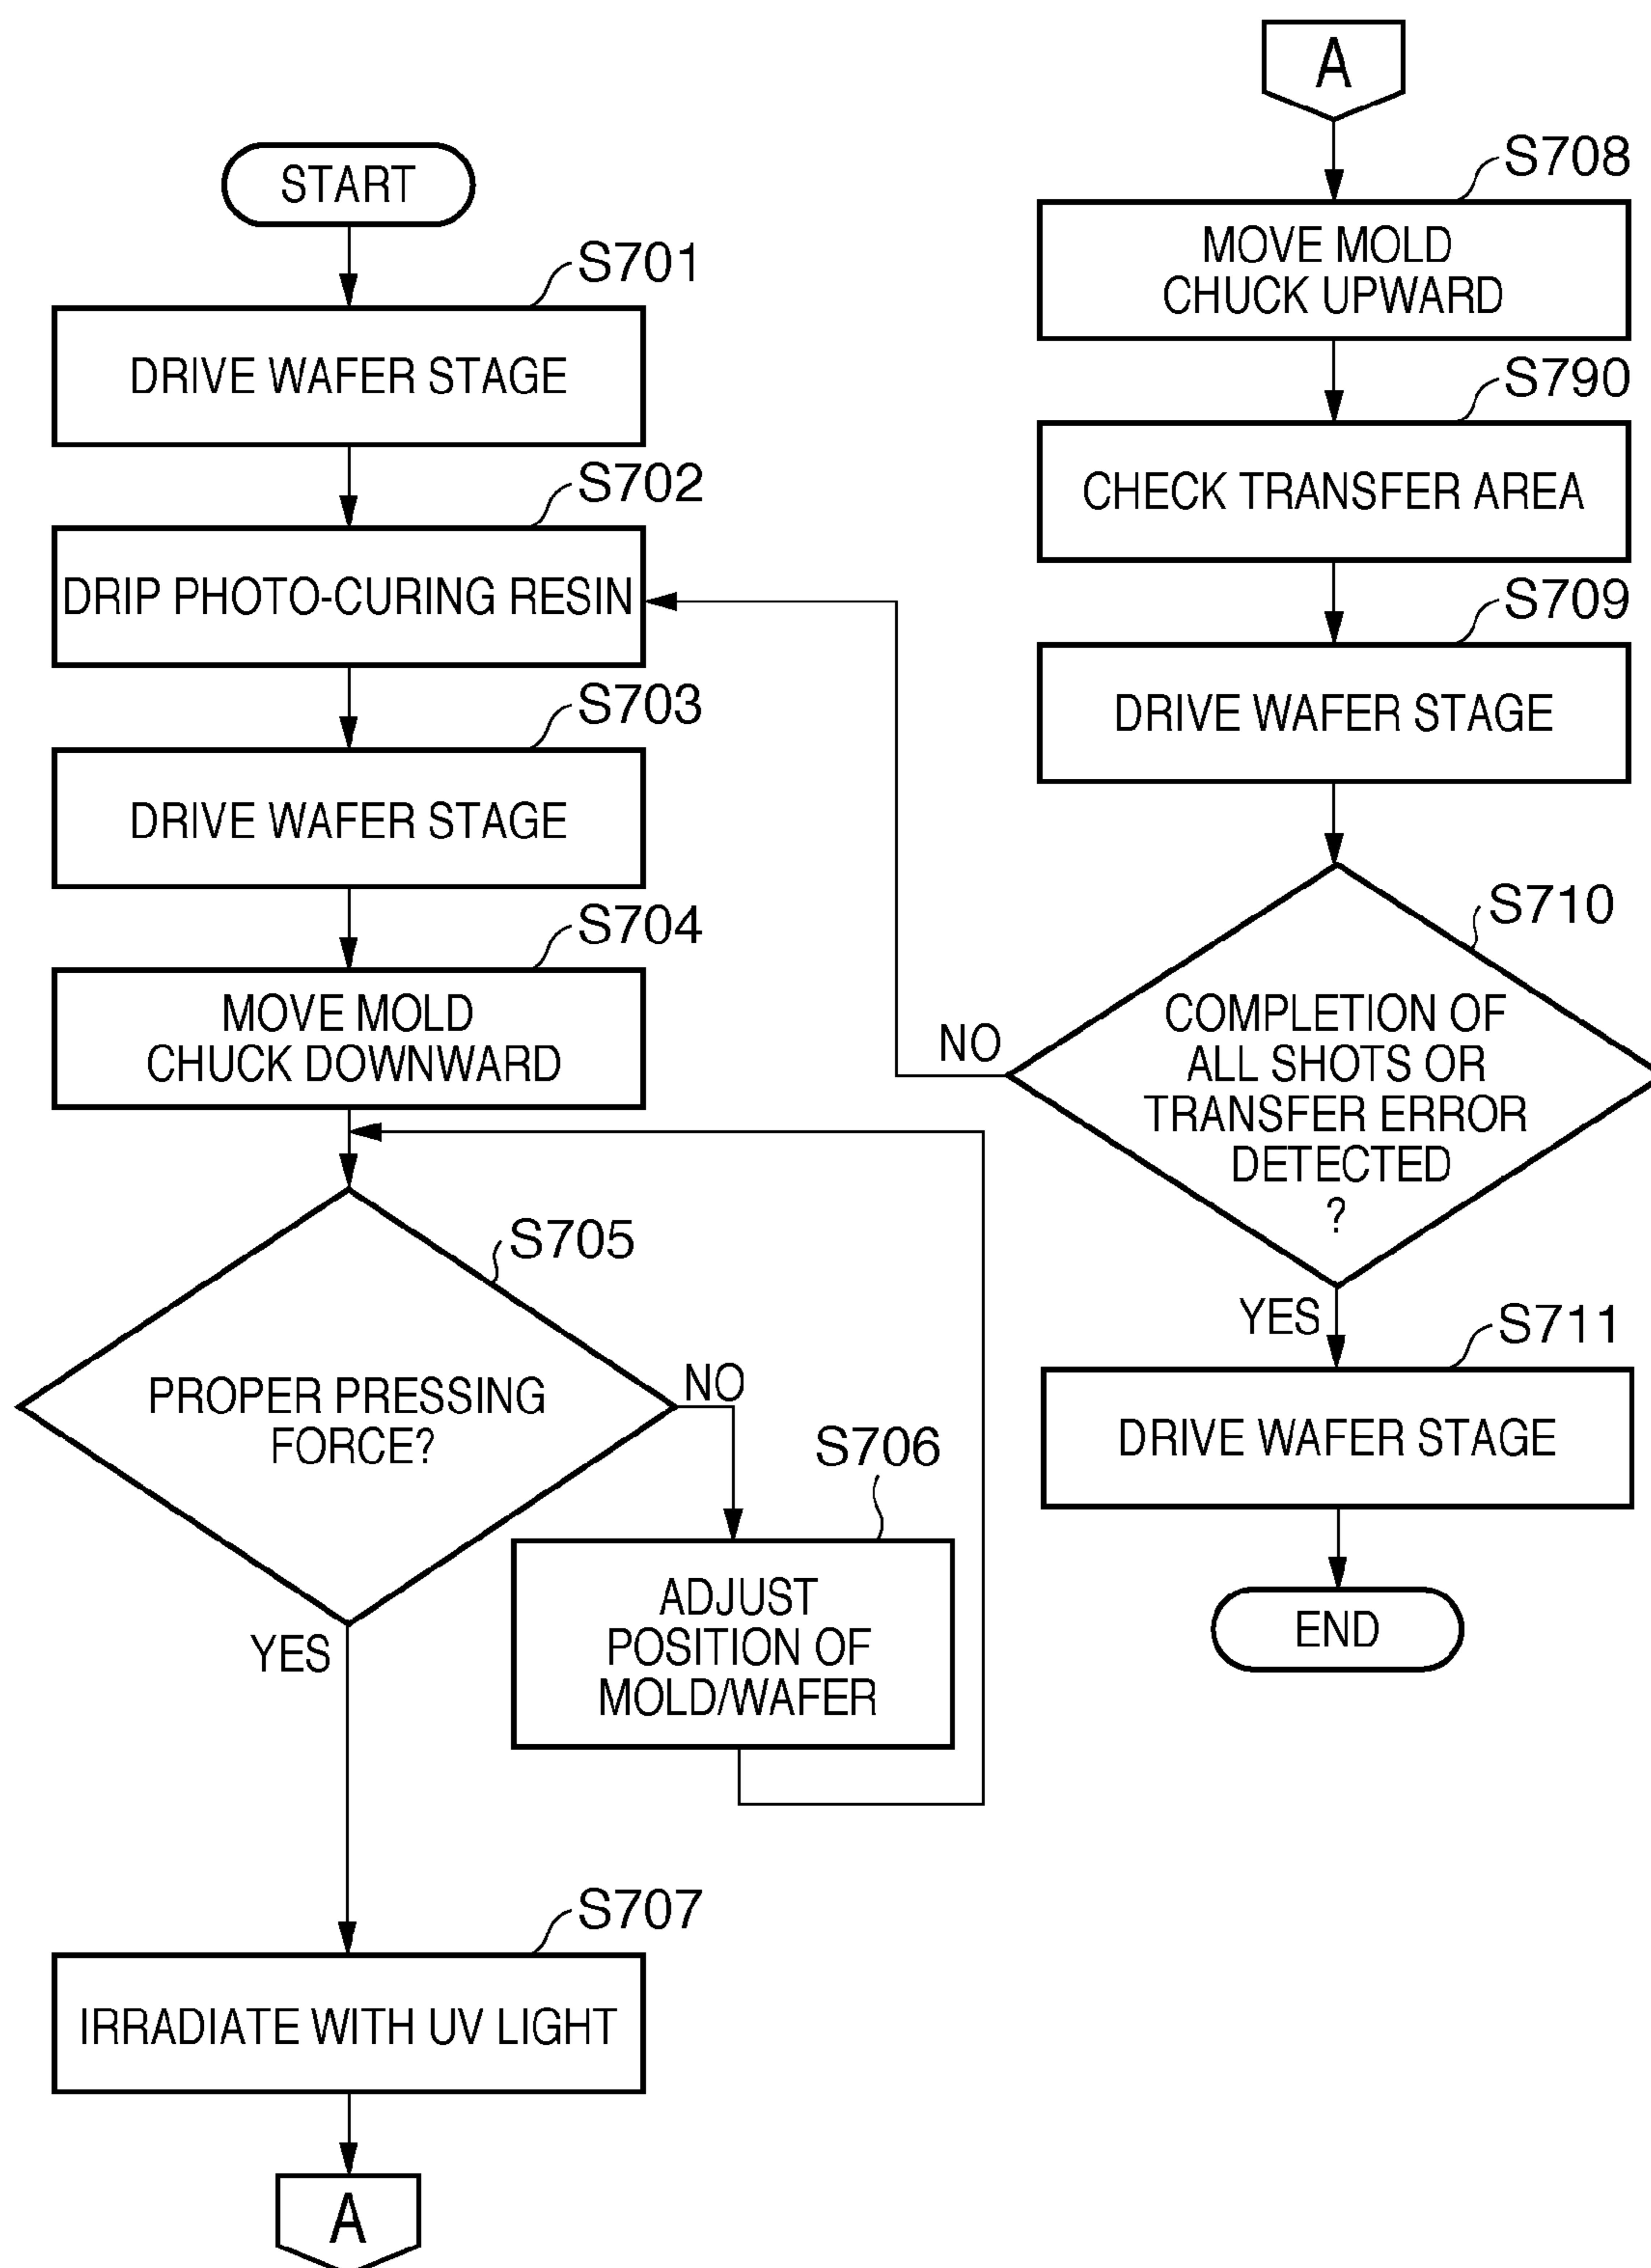 START
S701
DRIVE WAFER STAGE
S702
DRIP PHOTO-CURING RESIN
S703
DRIVE WAFER STAGE
S704
MOVE MOLD
CHUCK DOWNWARD
S705
PROPER PRESSING
FORCE?
NO
YES
S706
ADJUST
POSITION OF
MOLD/WAFER
S707
IRRADIATE WITH UV LIGHT
A
A
S708
MOVE MOLD
CHUCK UPWARD
S790
CHECK TRANSFER AREA
S709
DRIVE WAFER STAGE
S710
COMPLETION OF
ALL SHOTS OR
TRANSFER ERROR
DETECTED
?
NO
YES
S711
DRIVE WAFER STAGE
END